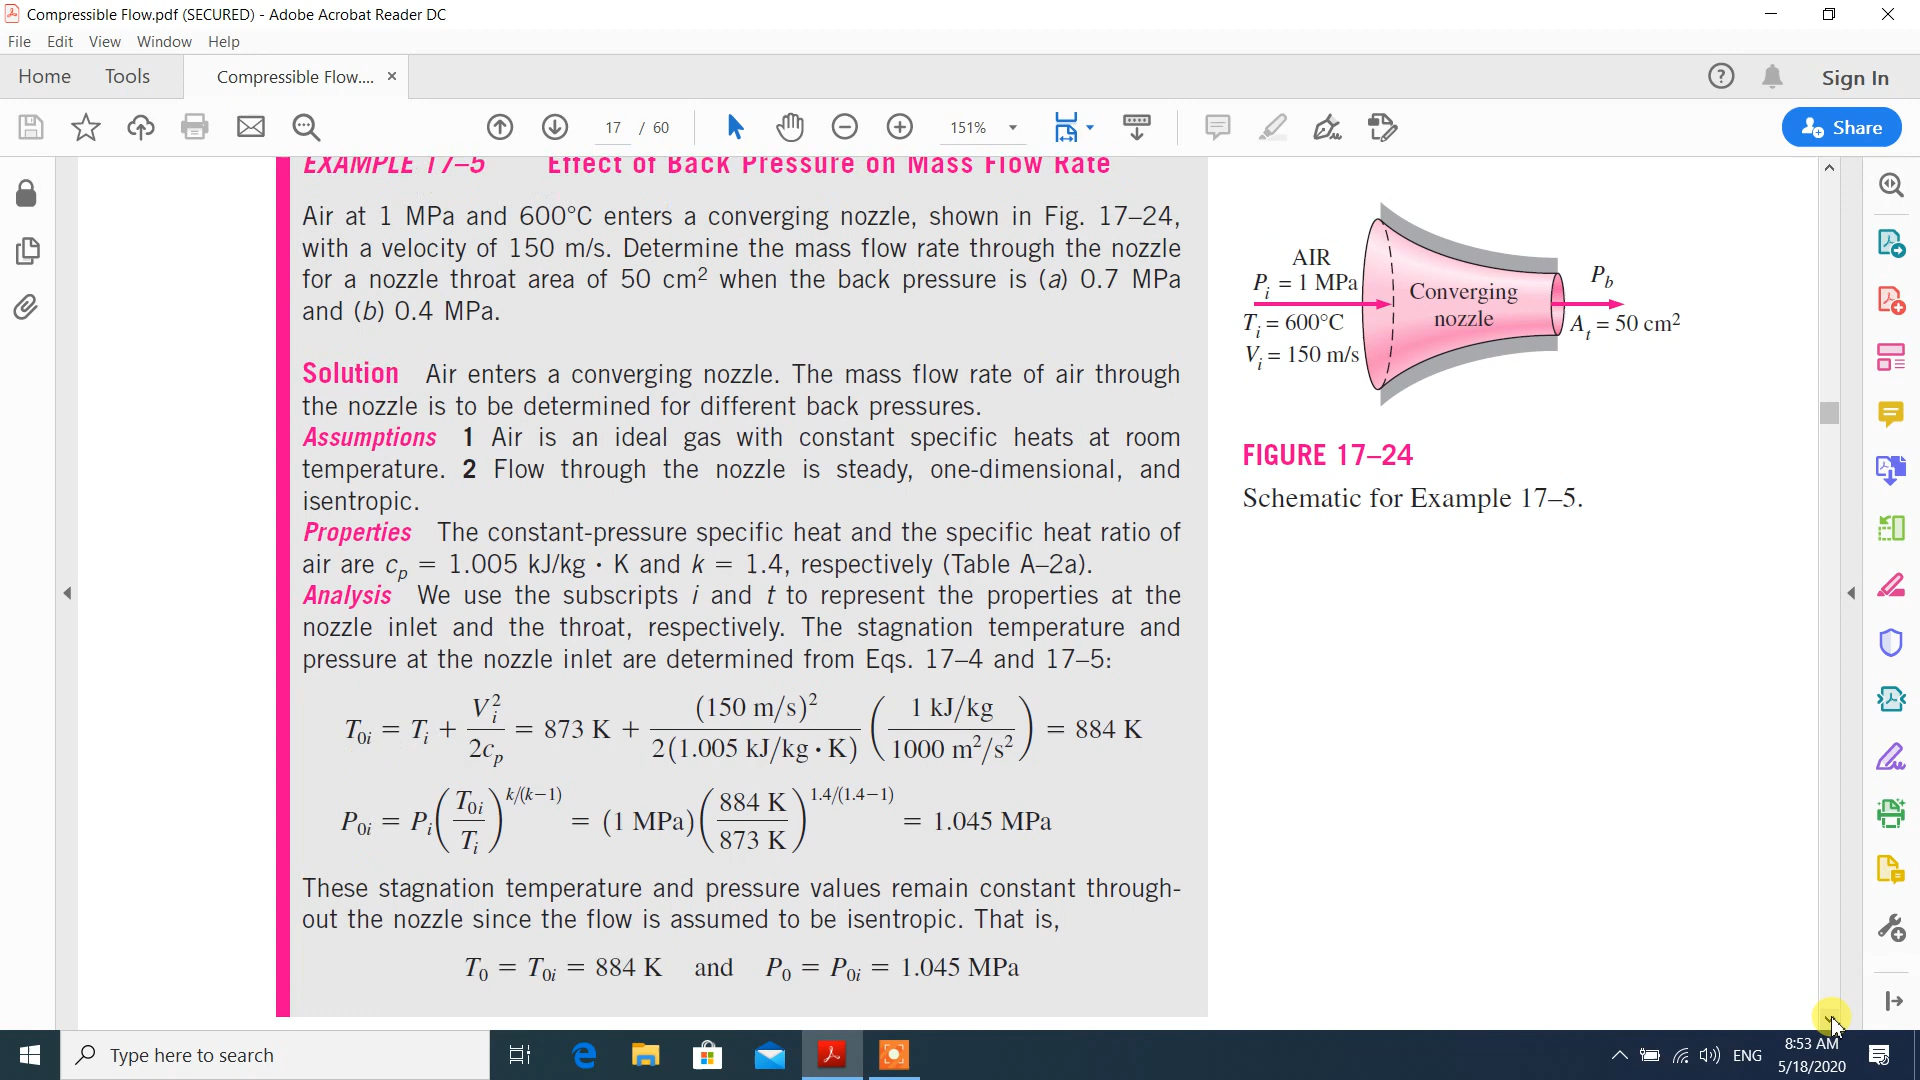 Compressible Flow.pdf (SECURED) - Adobe Acrobat Reader DC
File Edit View Window Help
Home Tools Compressible Flow.... × Sign In
17 / 60 151% Share
EXAMPLE 17–5 Effect of Back Pressure on Mass Flow Rate
Air at 1 MPa and 600°C enters a converging nozzle, shown in Fig. 17–24,
with a velocity of 150 m/s. Determine the mass flow rate through the nozzle
for a nozzle throat area of 50 cm² when the back pressure is (a) 0.7 MPa
and (b) 0.4 MPa.
Solution Air enters a converging nozzle. The mass flow rate of air through
the nozzle is to be determined for different back pressures.
Assumptions 1 Air is an ideal gas with constant specific heats at room
temperature. 2 Flow through the nozzle is steady, one-dimensional, and
isentropic.
Properties The constant-pressure specific heat and the specific heat ratio of
air are cp = 1.005 kJ/kg · K and k = 1.4, respectively (Table A–2a).
Analysis We use the subscripts i and t to represent the properties at the
nozzle inlet and the throat, respectively. The stagnation temperature and
pressure at the nozzle inlet are determined from Eqs. 17–4 and 17–5:
T0i = Ti + Vi²/2cp = 873 K + (150 m/s)²/2(1.005 kJ/kg · K) (1 kJ/kg / 1000 m²/s²) = 884 K
P0i = Pi(T0i/Ti)^k/(k−1) = (1 MPa)(884 K/873 K)^1.4/(1.4−1) = 1.045 MPa
These stagnation temperature and pressure values remain constant through-
out the nozzle since the flow is assumed to be isentropic. That is,
T0 = T0i = 884 K and P0 = P0i = 1.045 MPa
AIR
Pi = 1 MPa
Ti = 600°C
Vi = 150 m/s
Converging
nozzle
Pb
At = 50 cm²
FIGURE 17–24
Schematic for Example 17–5.
Type here to search
ENG
8:53 AM
5/18/2020